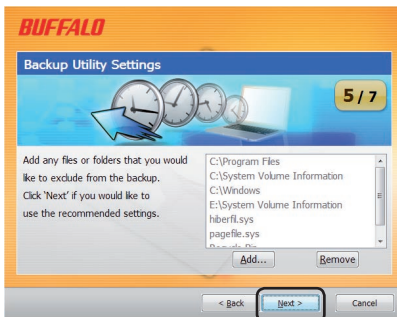 BUFFALO
Backup Utility Settings
5 / 7
Add any files or folders that you would
like to exclude from the backup.
Click 'Next' if you would like to
use the recommended settings.
C:\Program Files
C:\System Volume Information
C:\Windows
E:\System Volume Information
hiberfil.sys
pagefile.sys
Add...
Remove
< Back
Next >
Cancel